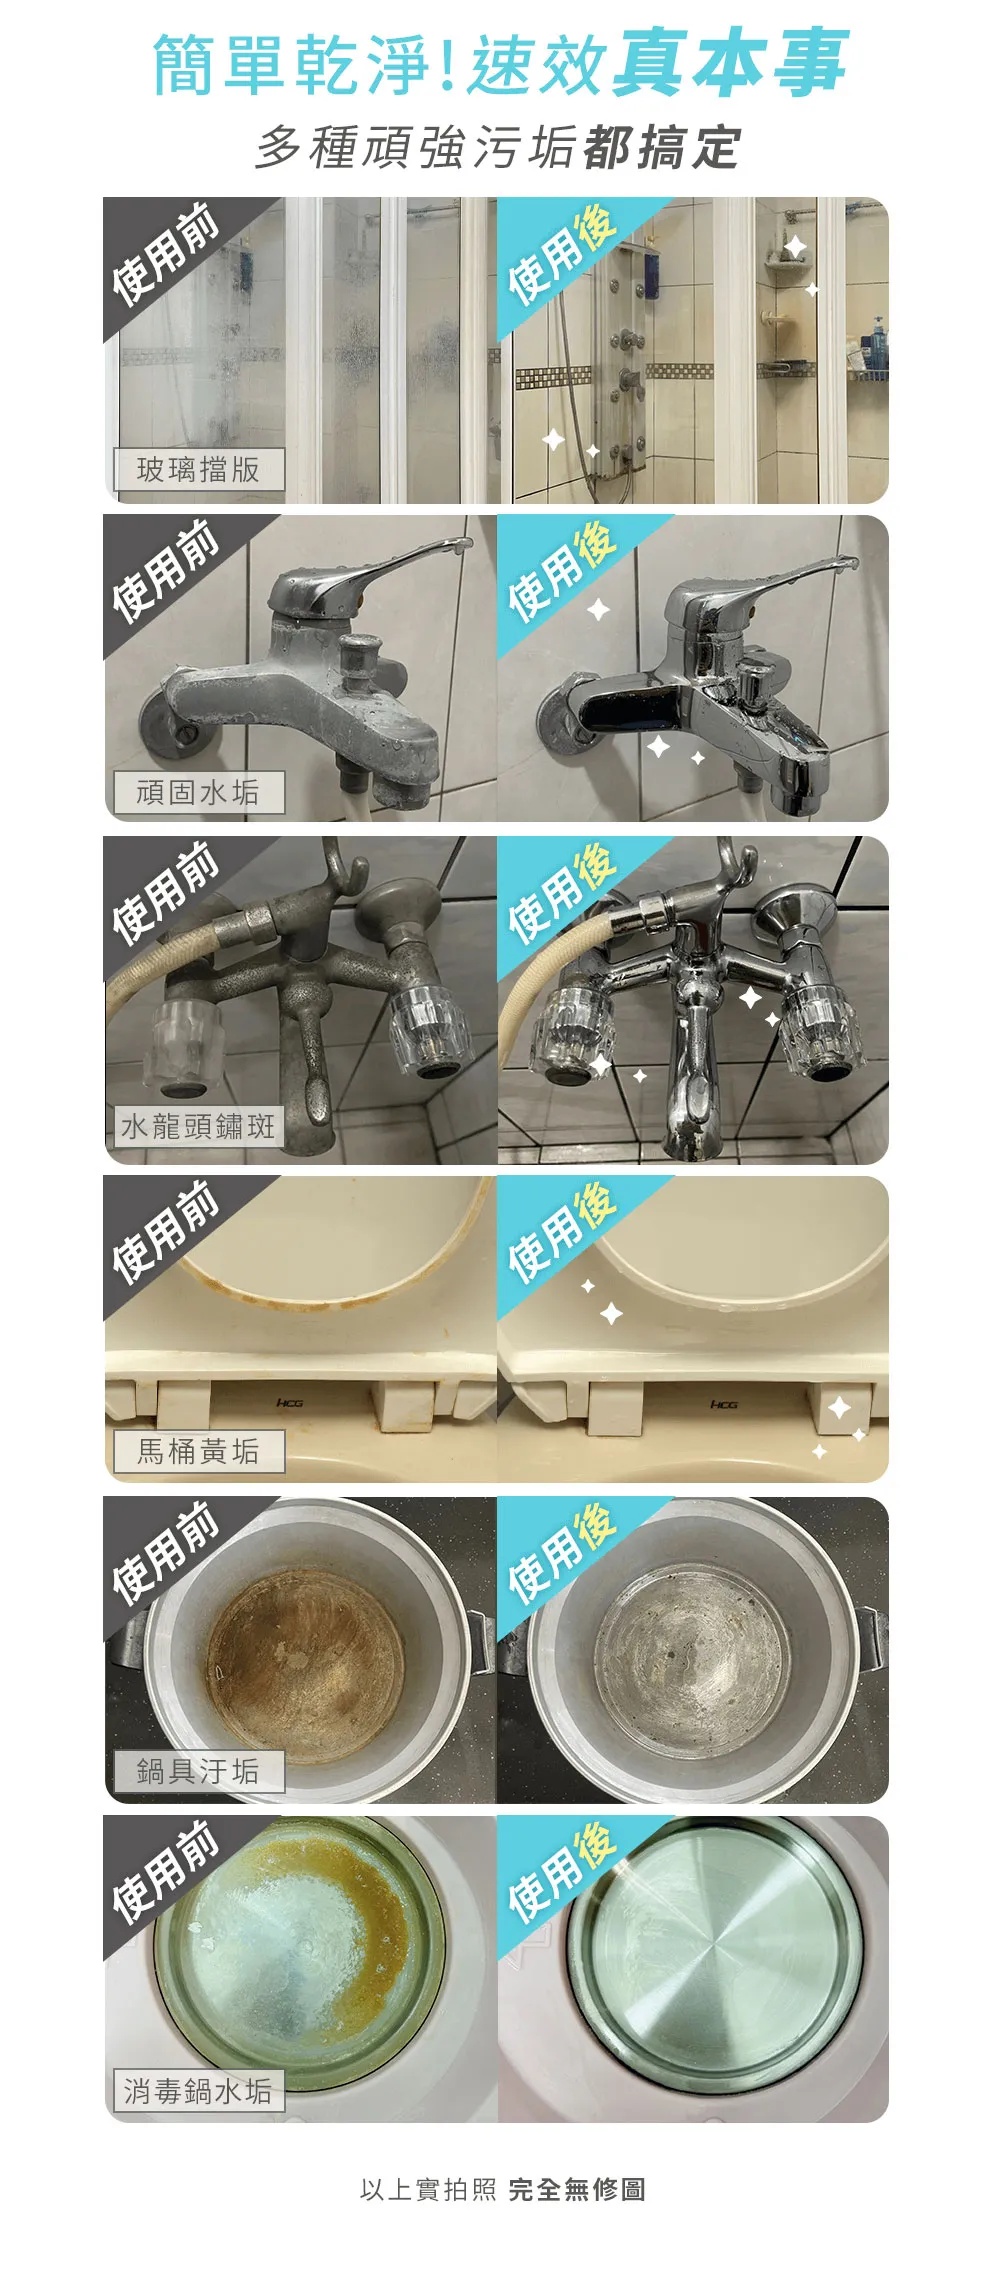 簡單乾淨!速效真本事
多種頑強污垢都搞定
使用前
使用後
玻璃擋版
使用前
使用後
頑固水垢
使用前
使用後
水龍頭鏽斑
使用前
使用後
HCG
HCG
馬桶黃垢
使用前
使用後
鍋具汙垢
使用前
使用後
消毒鍋水垢
以上實拍照 完全無修圖